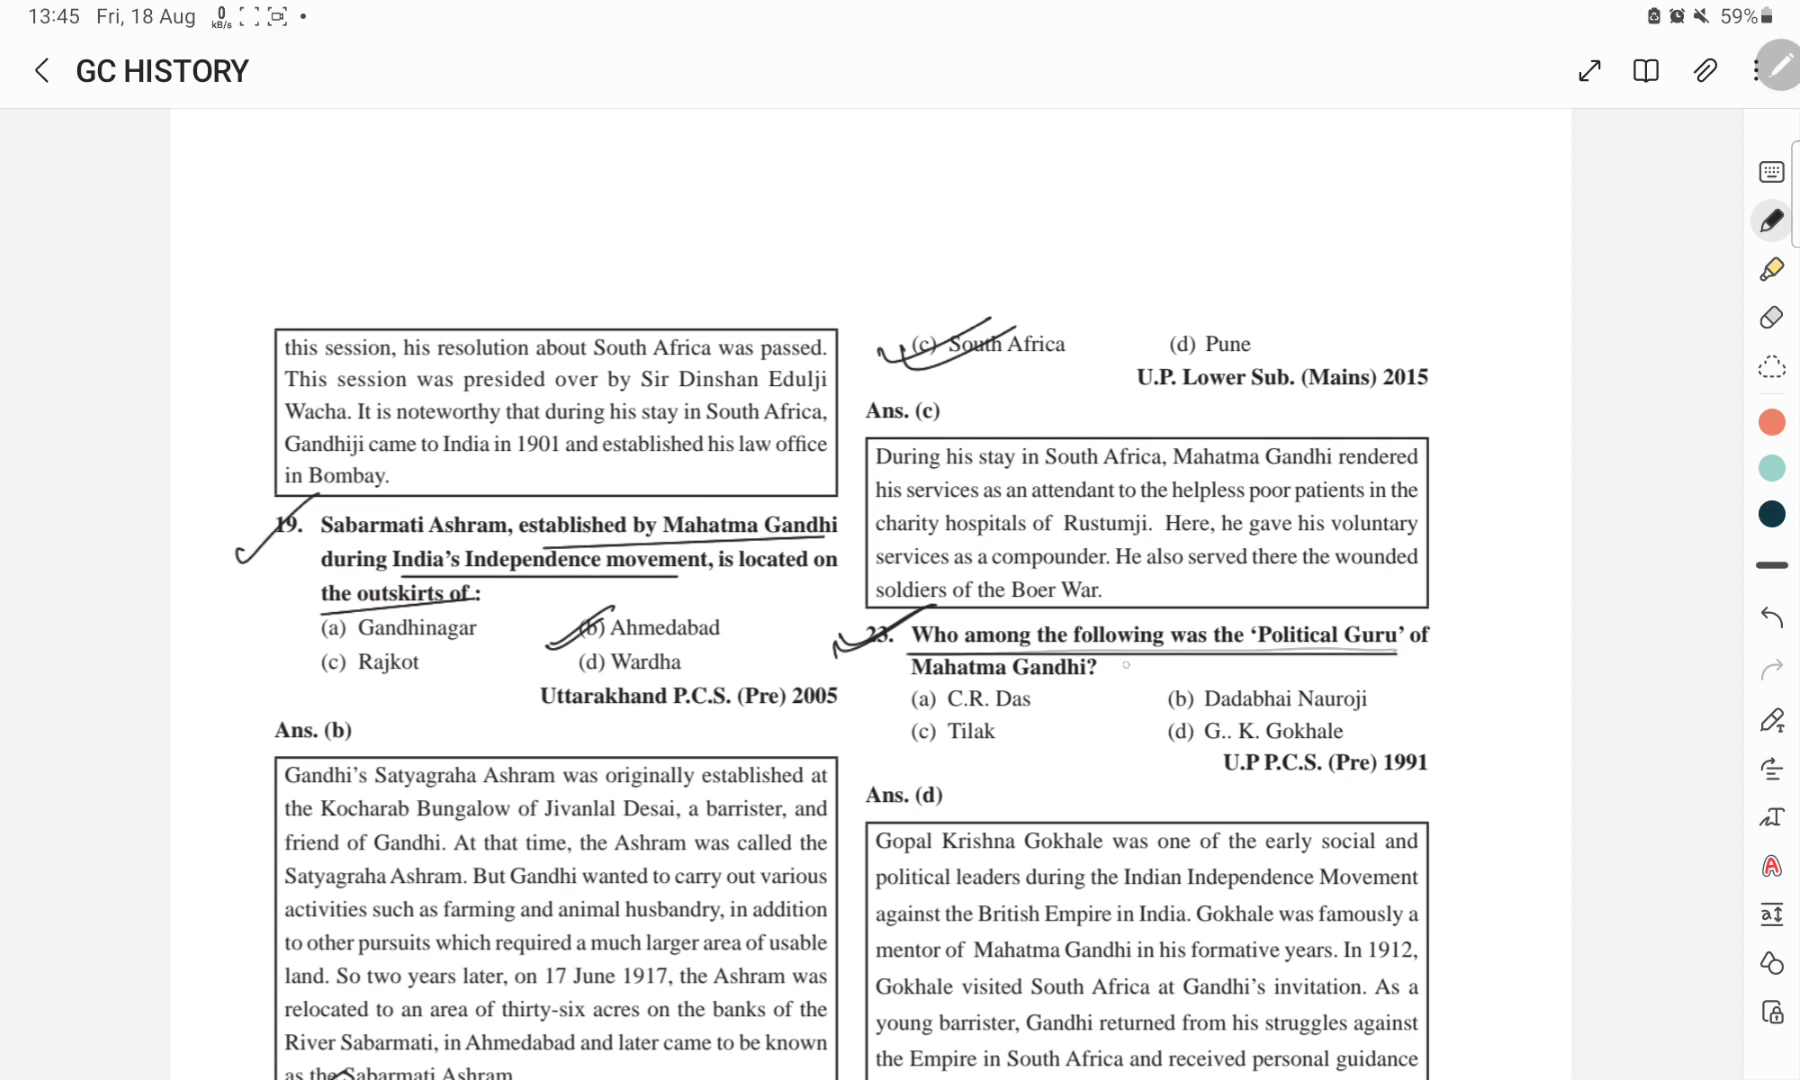 13:45 Fri, 18 Aug 0 kB/s 59%
GC HISTORY
this session, his resolution about South Africa was passed.
This session was presided over by Sir Dinshan Edulji
Wacha. It is noteworthy that during his stay in South Africa,
Gandhiji came to India in 1901 and established his law office
in Bombay.
19. Sabarmati Ashram, established by Mahatma Gandhi
during India’s Independence movement, is located on
the outskirts of :
(a) Gandhinagar (b) Ahmedabad
(c) Rajkot (d) Wardha
Uttarakhand P.C.S. (Pre) 2005
Ans. (b)
Gandhi’s Satyagraha Ashram was originally established at
the Kocharab Bungalow of Jivanlal Desai, a barrister, and
friend of Gandhi. At that time, the Ashram was called the
Satyagraha Ashram. But Gandhi wanted to carry out various
activities such as farming and animal husbandry, in addition
to other pursuits which required a much larger area of usable
land. So two years later, on 17 June 1917, the Ashram was
relocated to an area of thirty-six acres on the banks of the
River Sabarmati, in Ahmedabad and later came to be known
as the Sabarmati Ashram
(c) South Africa (d) Pune
U.P. Lower Sub. (Mains) 2015
Ans. (c)
During his stay in South Africa, Mahatma Gandhi rendered
his services as an attendant to the helpless poor patients in the
charity hospitals of Rustumji. Here, he gave his voluntary
services as a compounder. He also served there the wounded
soldiers of the Boer War.
23. Who among the following was the ‘Political Guru’ of
Mahatma Gandhi?
(a) C.R. Das (b) Dadabhai Nauroji
(c) Tilak (d) G.. K. Gokhale
U.P P.C.S. (Pre) 1991
Ans. (d)
Gopal Krishna Gokhale was one of the early social and
political leaders during the Indian Independence Movement
against the British Empire in India. Gokhale was famously a
mentor of Mahatma Gandhi in his formative years. In 1912,
Gokhale visited South Africa at Gandhi’s invitation. As a
young barrister, Gandhi returned from his struggles against
the Empire in South Africa and received personal guidance